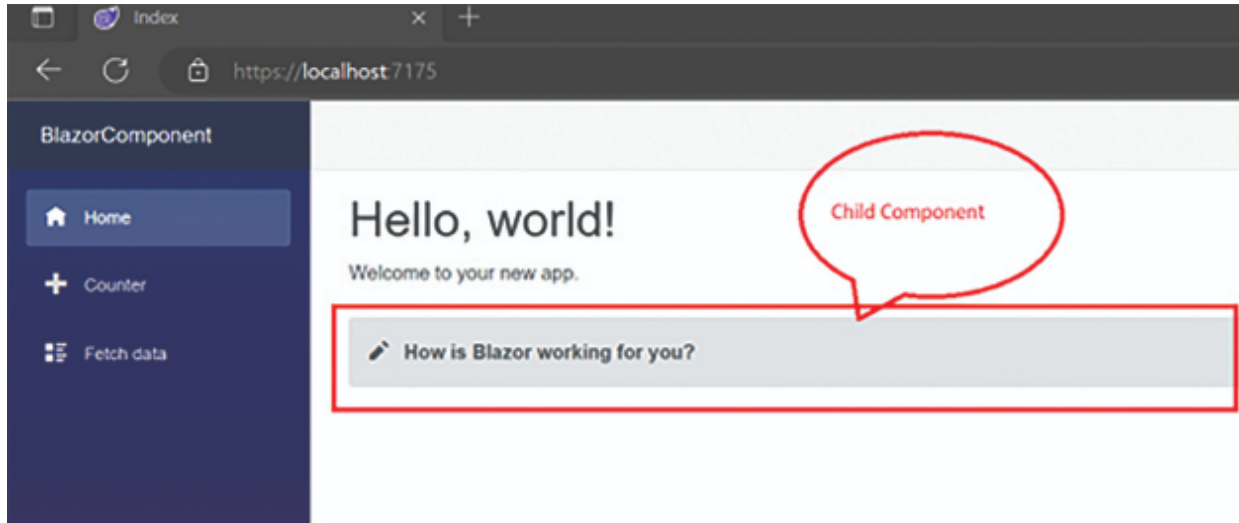 Index
https://localhost:7175
BlazorComponent
Home
Counter
Fetch data
Hello, world!
Welcome to your new app.
Child Component
How is Blazor working for you?